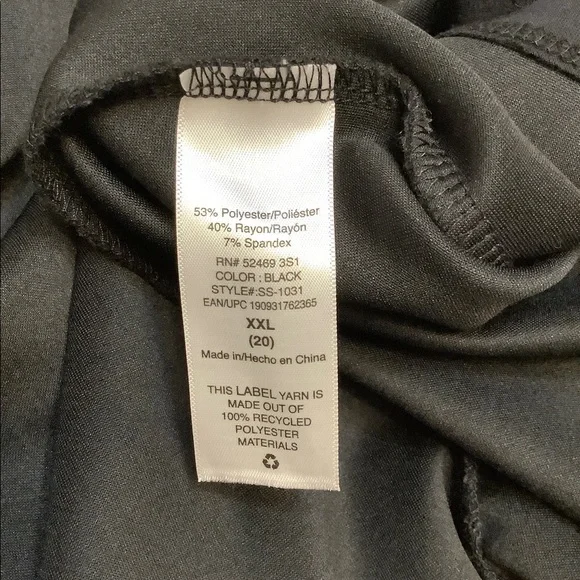 53% Polyester/Poliéster
40% Rayon/Rayón
7% Spandex
RN# 52469 3S1
COLOR : BLACK
STYLE#:SS-1031
EAN/UPC 190931762365
XXL
(20)
Made in/Hecho en China
THIS LABEL YARN IS
MADE OUT OF
100% RECYCLED
POLYESTER
MATERIALS